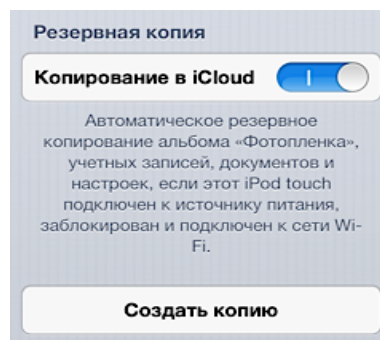 Резервная копия
Копирование в iCloud
Автоматическое резервное
копирование альбома «Фотопленка»,
учетных записей, документов и
настроек, если этот iPod touch
подключен к источнику питания,
заблокирован и подключен к сети Wi-
Fi.
Создать копию